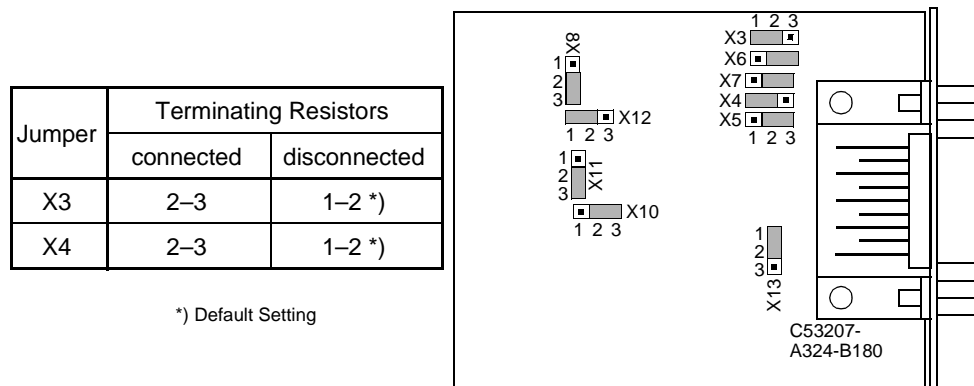 Jumper Terminating Resistors
connected disconnected
X3 2–3 1–2 *)
X4 2–3 1–2 *)
*) Default Setting
1 2 3
X3
X6
X7
X4
X5
1 2 3
X8
1
2
3
X12
1 2 3
1
2
3
X11
X10
1 2 3
1
2
3
X13
C53207-
A324-B180